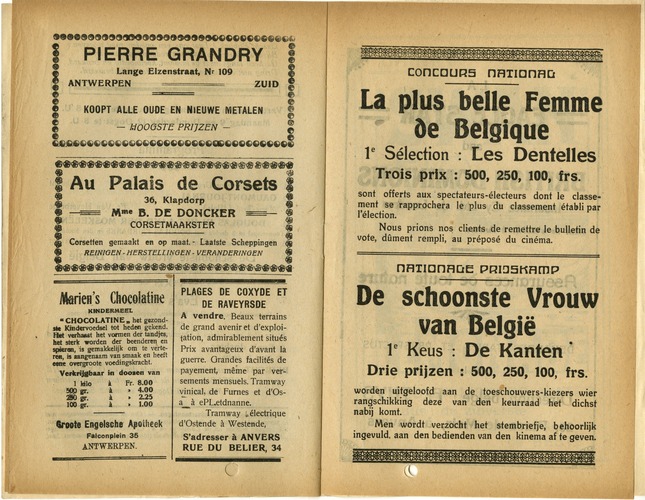 PIERRE GRANDRY
Lange Elzenstraat, Nr 109
ANTWERPEN ZUID
KOOPT ALLE OUDE EN NIEUWE METALEN
— HOOGSTE PRIJZEN —
Au Palais de Corsets
36, Klapdorp
Mme B. DE DONCKER
CORSETMAAKSTER
Corsetten gemaakt en op maat. - Laatste Scheppingen
REINIGEN - HERSTELLINGEN - VERANDERINGEN
Marien's Chocolatine
KINDERMEEL
"CHOCOLATINE„ het gezond-
ste Kindervoedsel tot heden gekend.
Het verhaast het vormen der tandjes,
het sterk worden der beenderen en
spieren, is gemakkelijk om te verte-
ren, is aangenaam van smaak en heeft
eene overgroote voedingskracht.
Verkrijgbaar in doozen van
1 kilo à Fr. 8.00
500 gr. à » 4.00
250 gr. à » 2.25
100 gr. à » 1.00
Groote Engelsche Apotheek
Falconplein 35
ANTWERPEN.
PLAGES DE COXYDE ET
DE RAVEYRSDE
A vendre. Beaux terrains
de grand avenir et d'exploi-
tation, admirablement situés
Prix avantageux d'avant la
guerre. Grandes facilités de
payement, même par ver-
sements mensuels. Tramway
vinical, de Furnes et d'Os-
à à ePLetdnanne.
Tramway électrique
d'Ostende à Westende,
S'adresser à ANVERS
RUE DU BELIER, 34
CONCOURS NATIONAL
La plus belle Femme
de Belgique
1e Sélection : Les Dentelles
Trois prix : 500, 250, 100, frs.
sont offerts aux spectateurs-électeurs dont le classe-
ment se rapprochera le plus du classement établi par
l'élection.
Nous prions nos clients de remettre le bulletin de
vote, dûment rempli, au préposé du cinéma.
NATIONALE PRIJSKAMP
De schoonste Vrouw
van België
1e Keus : De Kanten
Drie prijzen : 500, 250, 100, frs.
worden uitgeloofd aan de toeschouwers-kiezers wier
rangschikking deze van den keurraad het dichst
nabij komt.
Men wordt verzocht het stembriefje, behoorlijk
ingevuld, aan den bedienden van den kinema af te geven.